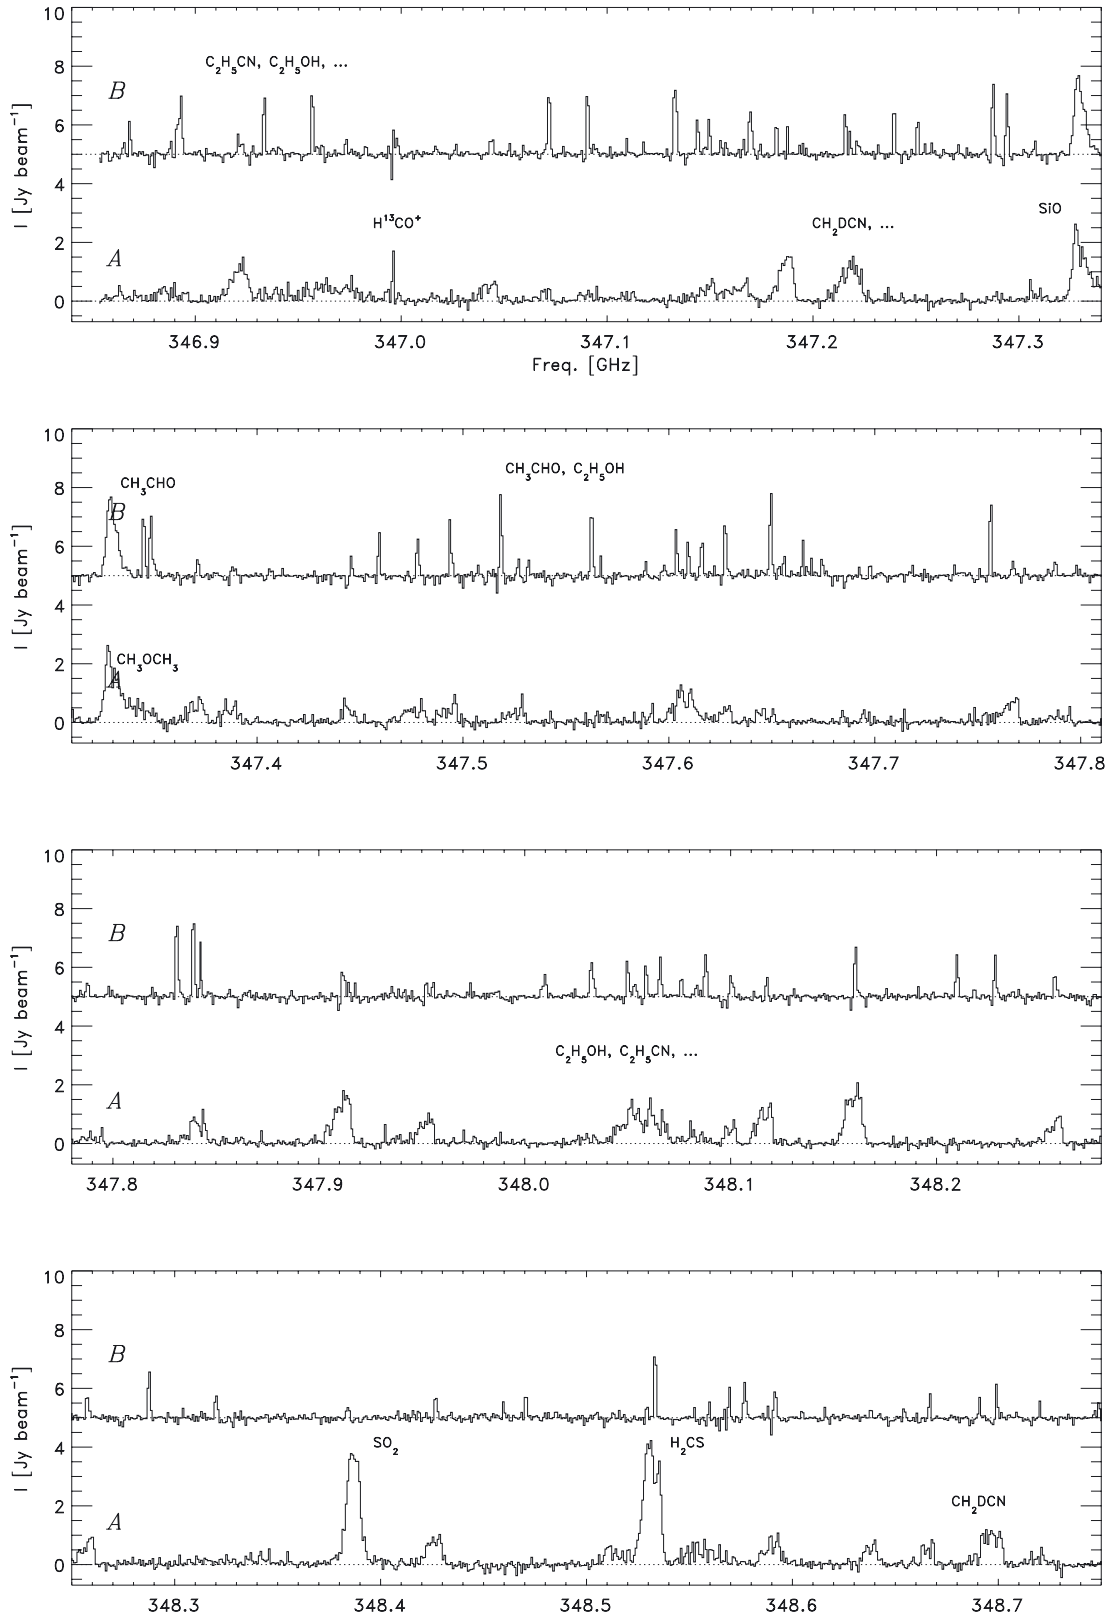 10
C2H5CN, C2H5OH, ...
8
B
6
I [Jy beam−1]
4
H13CO+
CH2DCN, ...
SiO
2
A
0
346.9 347.0 347.1 347.2 347.3
Freq. [GHz]
10
CH3CHO, C2H5OH
8
CH3CHO
B
6
I [Jy beam−1]
4
2
CH3OCH3
A
0
347.4 347.5 347.6 347.7 347.8
10
8
B
6
I [Jy beam−1]
4
C2H5OH, C2H5CN, ...
2
A
0
347.8 347.9 348.0 348.1 348.2
10
8
B
6
I [Jy beam−1]
4
SO2
H2CS
2
CH2DCN
A
0
348.3 348.4 348.5 348.6 348.7